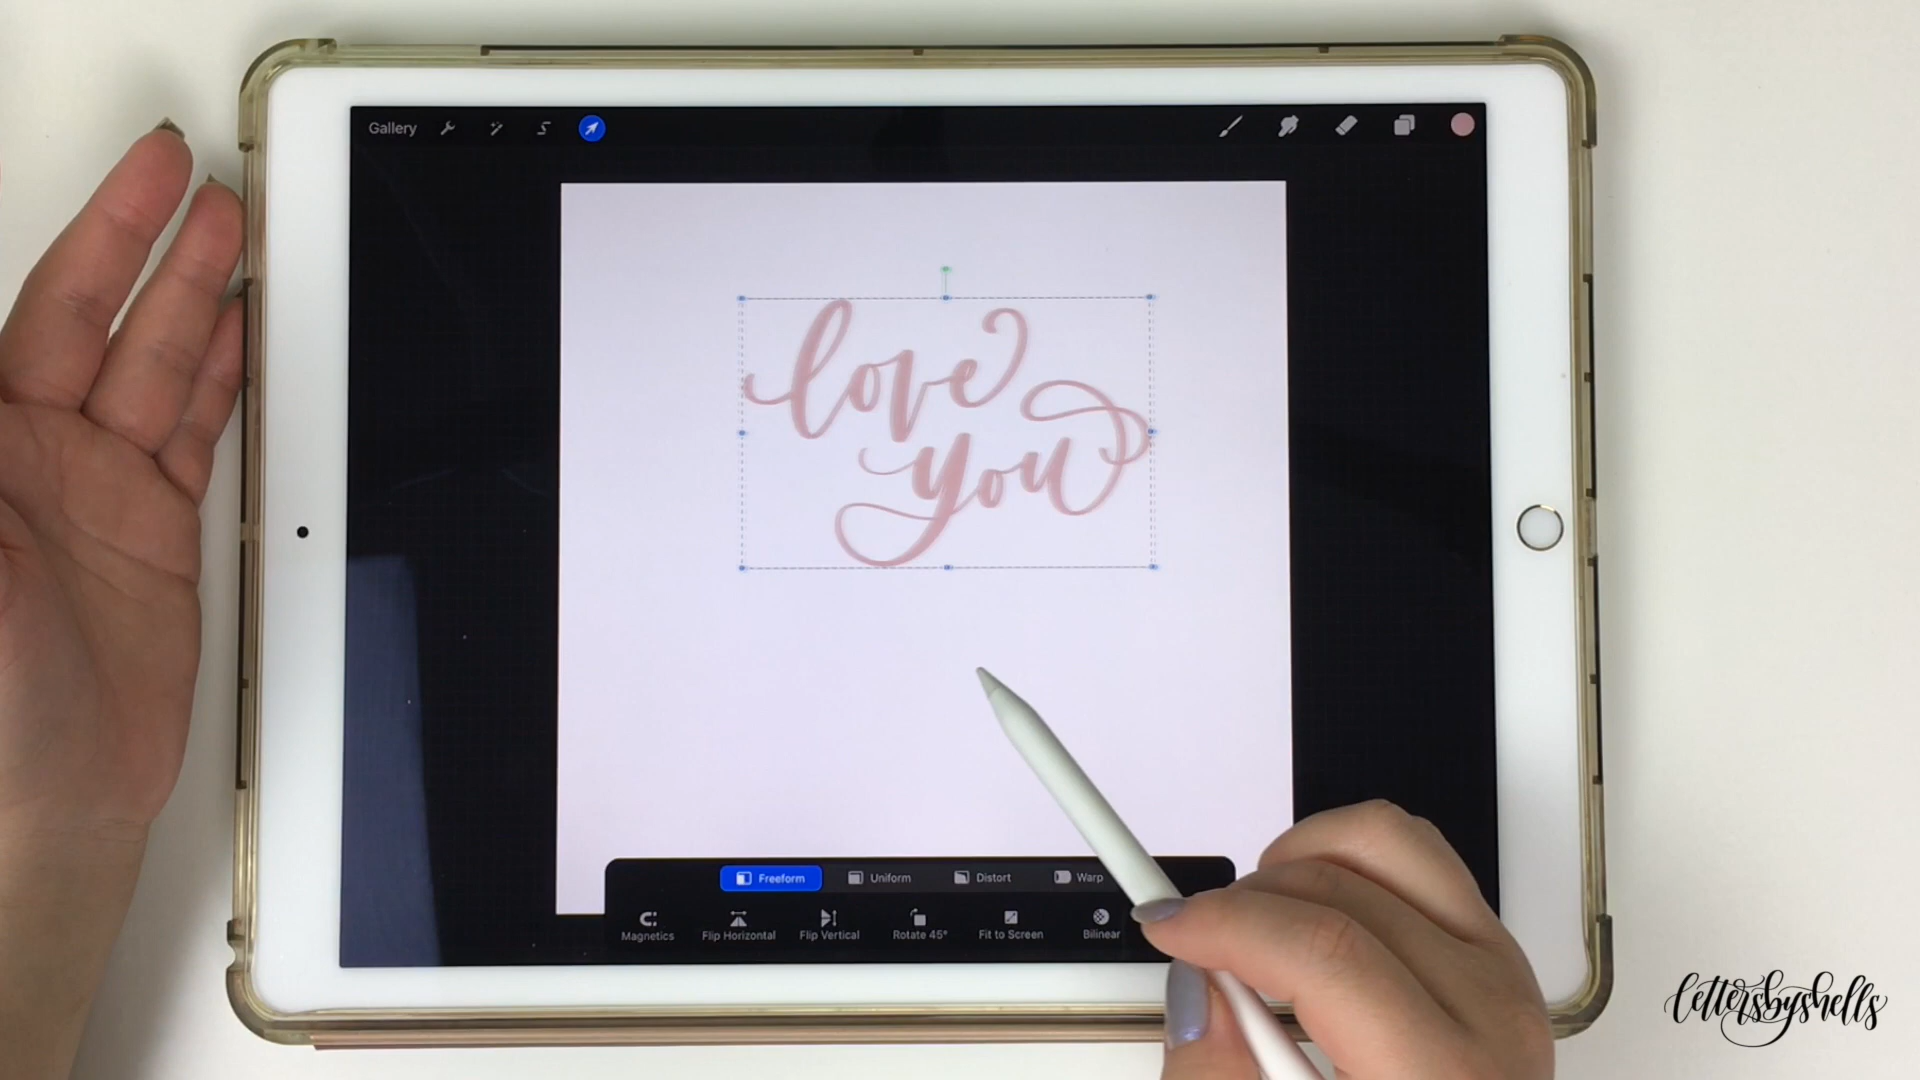 Gallery
love
you
Freeform Uniform Distort Warp
Magnetics Flip Horizontal Flip Vertical Rotate 45° Fit to Screen Bilinear
lettersbyshells